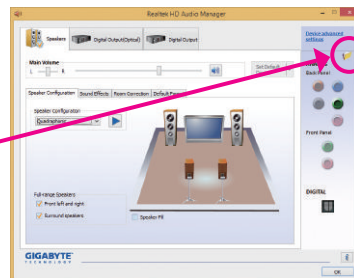 Realtek HD Audio Manager
Speakers
Digital Output(Optical)
Digital Output
Device advanced
settings
Main Volume
L
R
Set Default
Back Panel
Speaker Configuration
Sound Effects
Room Correction
Default Format
Speaker Configuration
Quadraphonic
Front Panel
DIGITAL
Full-range Speakers
Front left and right
Surround speakers
Speaker Fill
GIGABYTE
TECHNOLOGY
OK